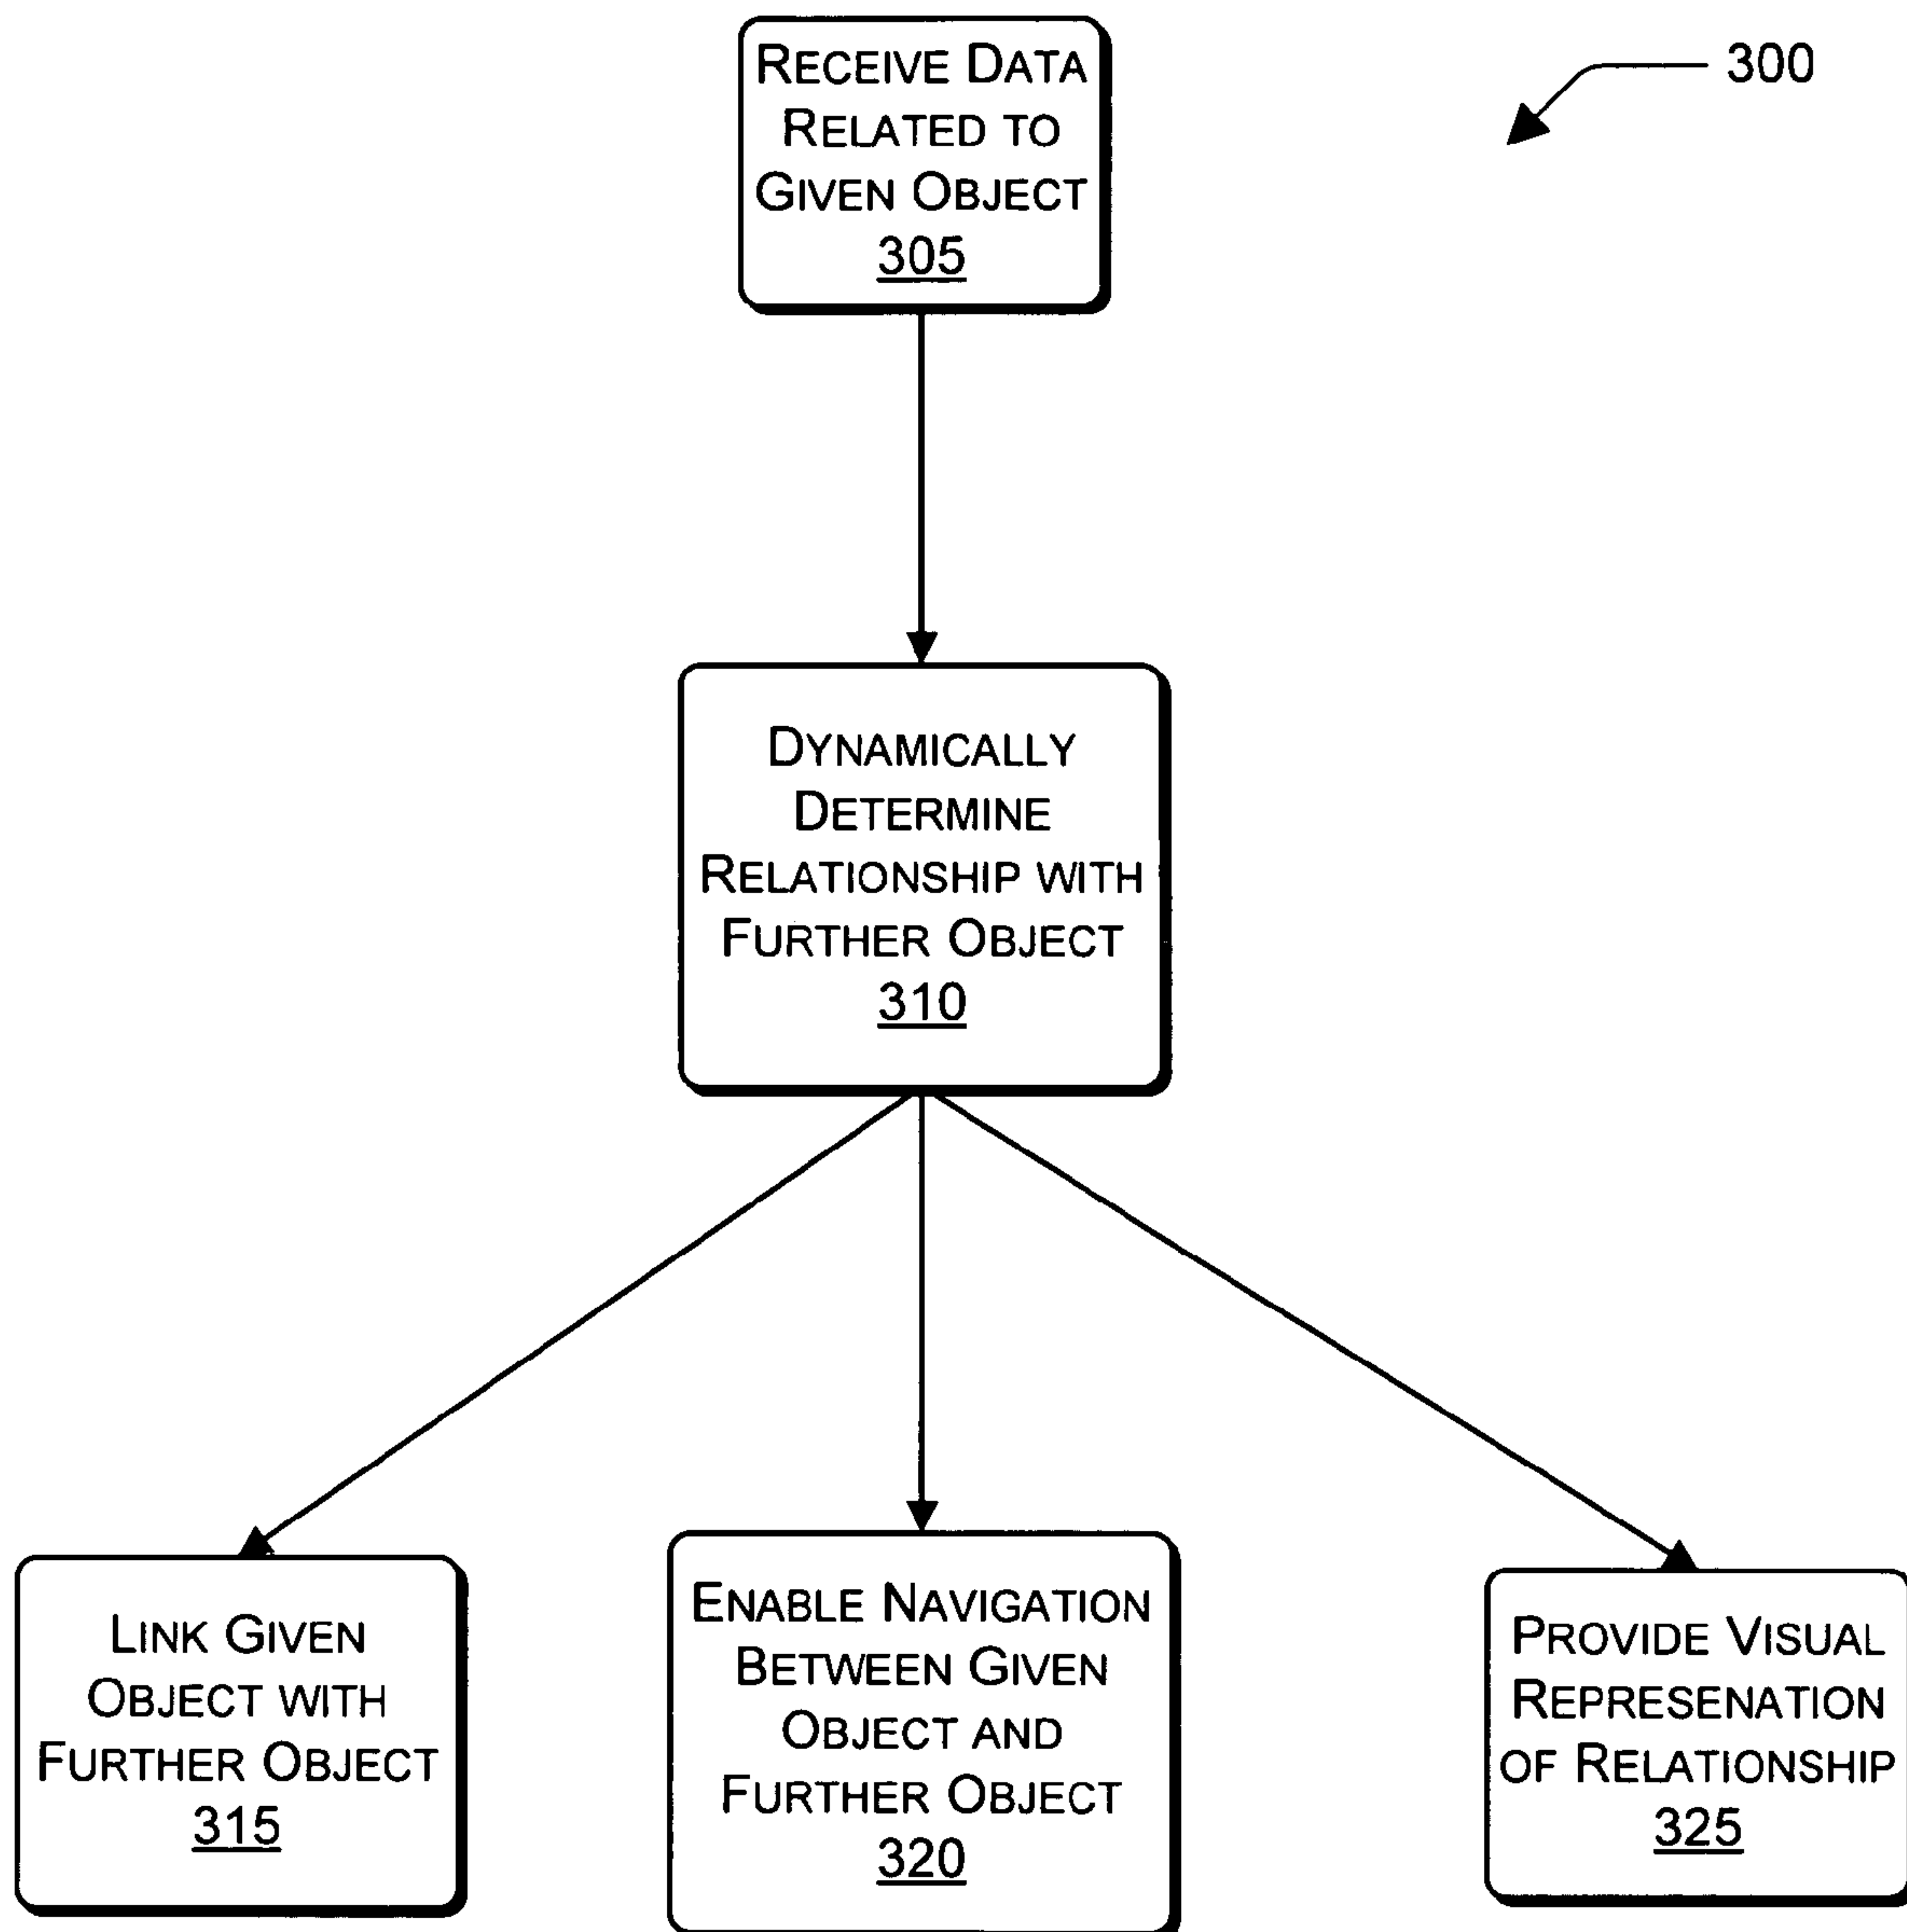 RECEIVE DATA
RELATED TO
GIVEN OBJECT
305
300
DYNAMICALLY
DETERMINE
RELATIONSHIP WITH
FURTHER OBJECT
310
LINK GIVEN
OBJECT WITH
FURTHER OBJECT
315
ENABLE NAVIGATION
BETWEEN GIVEN
OBJECT AND
FURTHER OBJECT
320
PROVIDE VISUAL
REPRESENATION
OF RELATIONSHIP
325